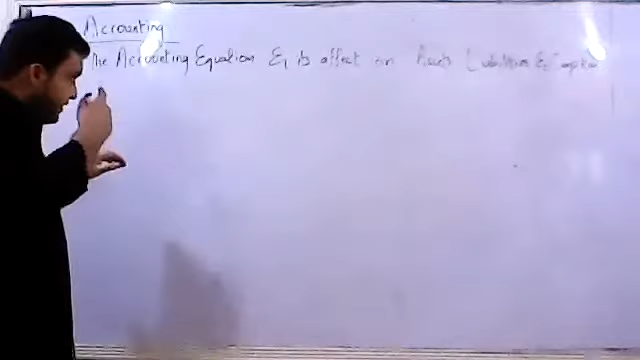 Accounting
The Accounting Equation & its affect on Assets Liabilities & Capital